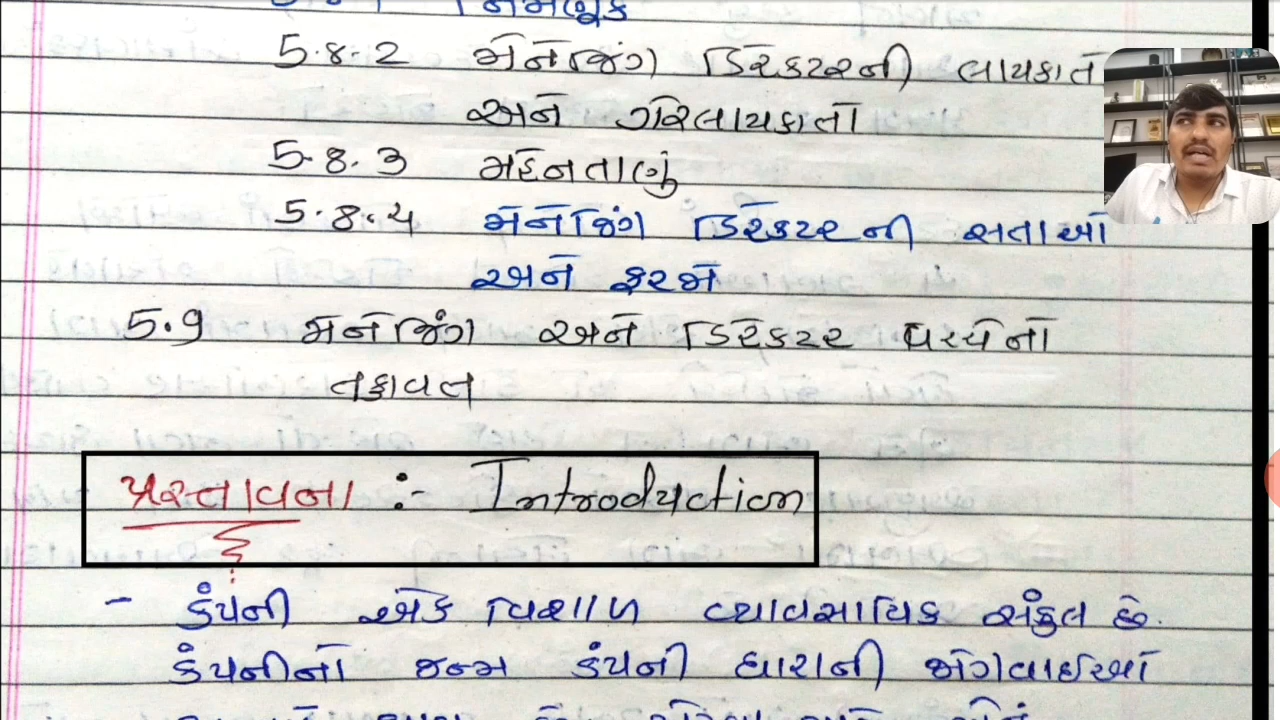 નિમણૂક
5.8.2 મેનેજિંગ ડિરેક્ટરની લાયકાત
અને ગેરલાયકાતો
5.8.3 મહેનતાણું
5.8.4 મેનેજિંગ ડિરેક્ટરની સતાઓ
અને ફરજો
5.9 મેનેજિંગ અને ડિરેક્ટર વચ્ચેનો
તફાવત
પ્રસ્તાવના :- Introduction
- કંપની એક વિશાળ વ્યાવસાયિક સંકુલ છે.
કંપનીનો જન્મ કંપની ધારાની જોગવાઈઓ